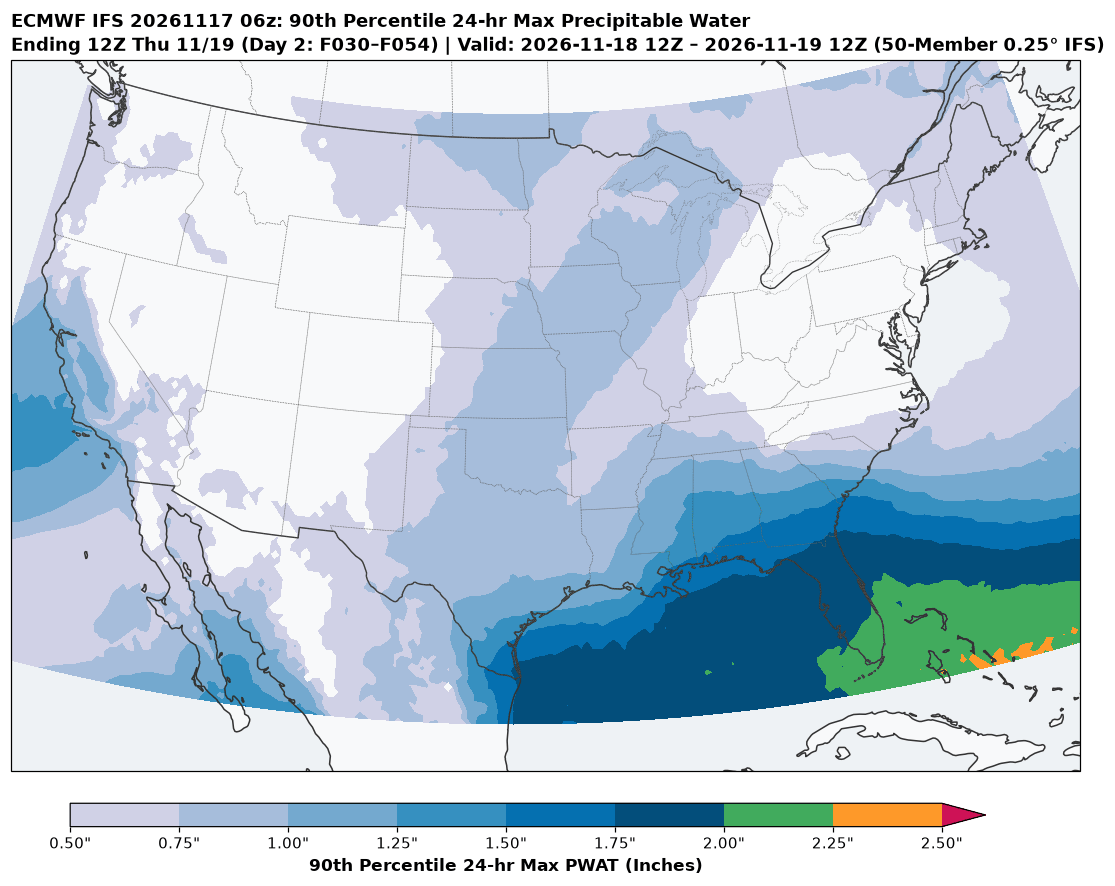 ECMWF IFS 20261117 06z: 90th Percentile 24-hr Max Precipitable Water
Ending 12Z Thu 11/19 (Day 2: F030–F054) | Valid: 2026-11-18 12Z – 2026-11-19 12Z (50-Member 0.25° IFS)
0.50" 0.75" 1.00" 1.25" 1.50" 1.75" 2.00" 2.25" 2.50"
90th Percentile 24-hr Max PWAT (Inches)